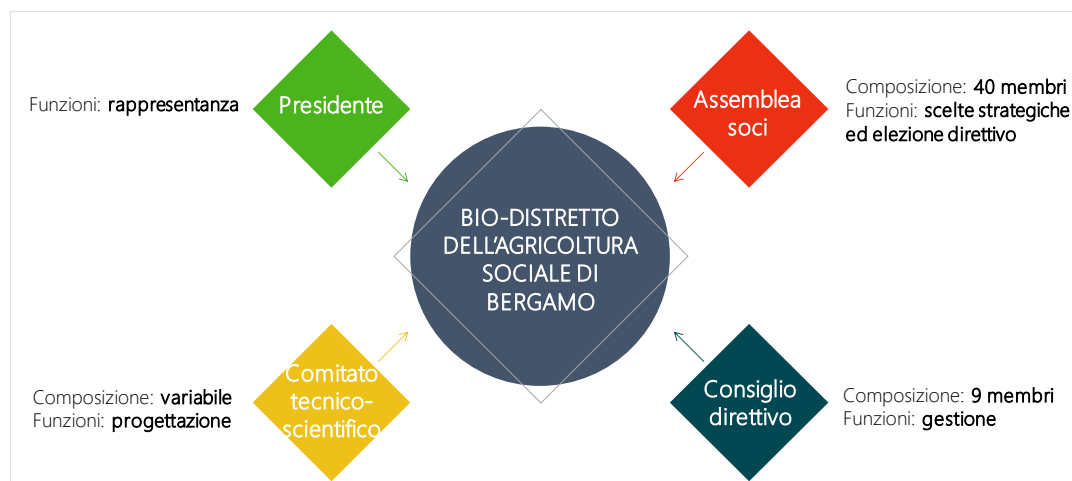 Funzioni: rappresentanza
Presidente
Assemblea
soci
Composizione: 40 membri
Funzioni: scelte strategiche
ed elezione direttivo
BIO-DISTRETTO
DELL'AGRICOLTURA
SOCIALE DI
BERGAMO
Composizione: variabile
Funzioni: progettazione
Comitato
tecnico-
scientifico
Consiglio
direttivo
Composizione: 9 membri
Funzioni: gestione